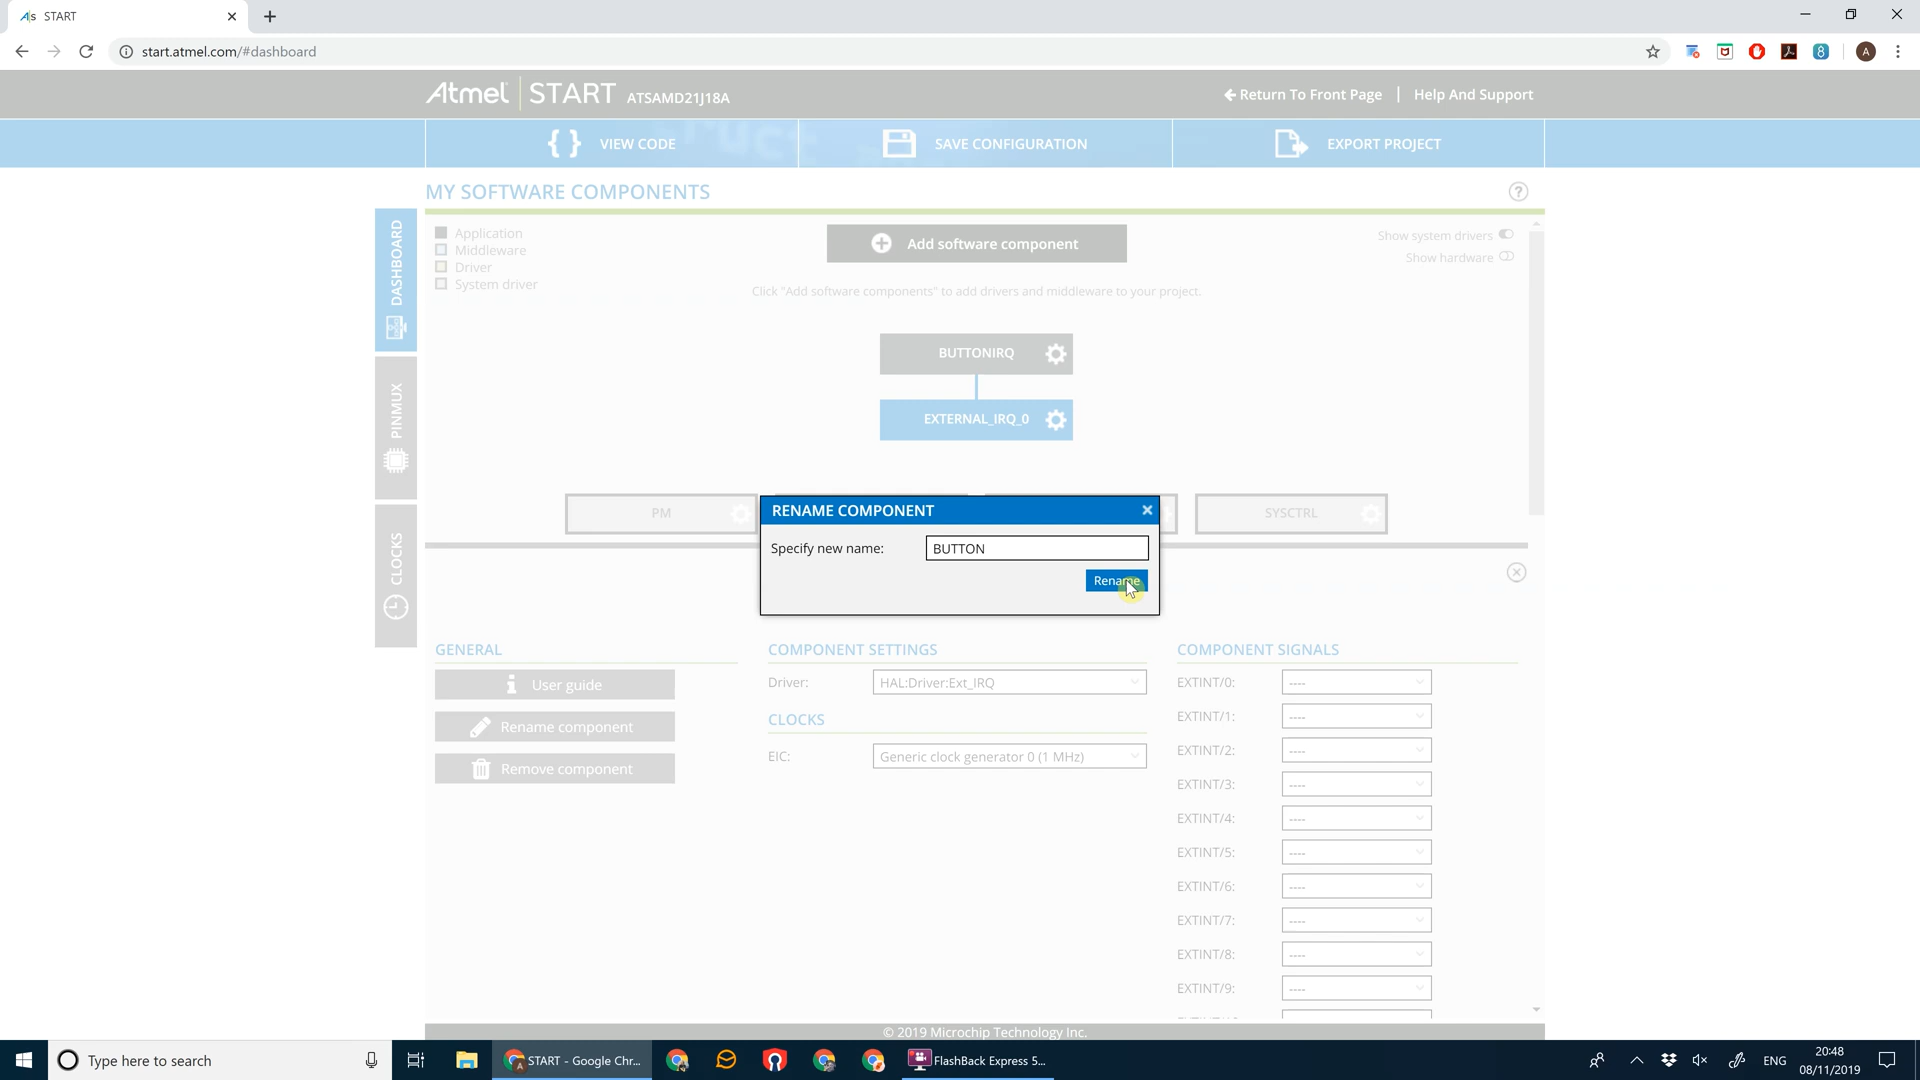 START
start.atmel.com/#dashboard
A
Atmel START ATSAMD21J18A
Return To Front Page | Help And Support
VIEW CODE
SAVE CONFIGURATION
EXPORT PROJECT
MY SOFTWARE COMPONENTS
?
DASHBOARD
PINMUX
CLOCKS
Application
Middleware
Driver
System driver
Add software component
Show system drivers
Show hardware
Click "Add software components" to add drivers and middleware to your project.
BUTTONIRQ
EXTERNAL_IRQ_0
PM
SYSCTRL
RENAME COMPONENT
Specify new name: BUTTON
Rename
GENERAL
User guide
Rename component
Remove component
COMPONENT SETTINGS
Driver: HAL:Driver:Ext_IRQ
CLOCKS
EIC: Generic clock generator 0 (1 MHz)
COMPONENT SIGNALS
EXTINT/0: ----
EXTINT/1: ----
EXTINT/2: ----
EXTINT/3: ----
EXTINT/4: ----
EXTINT/5: ----
EXTINT/6: ----
EXTINT/7: ----
EXTINT/8: ----
EXTINT/9: ----
© 2019 Microchip Technology Inc.
Type here to search
START - Google Chr...
FlashBack Express 5...
ENG
20:48
08/11/2019